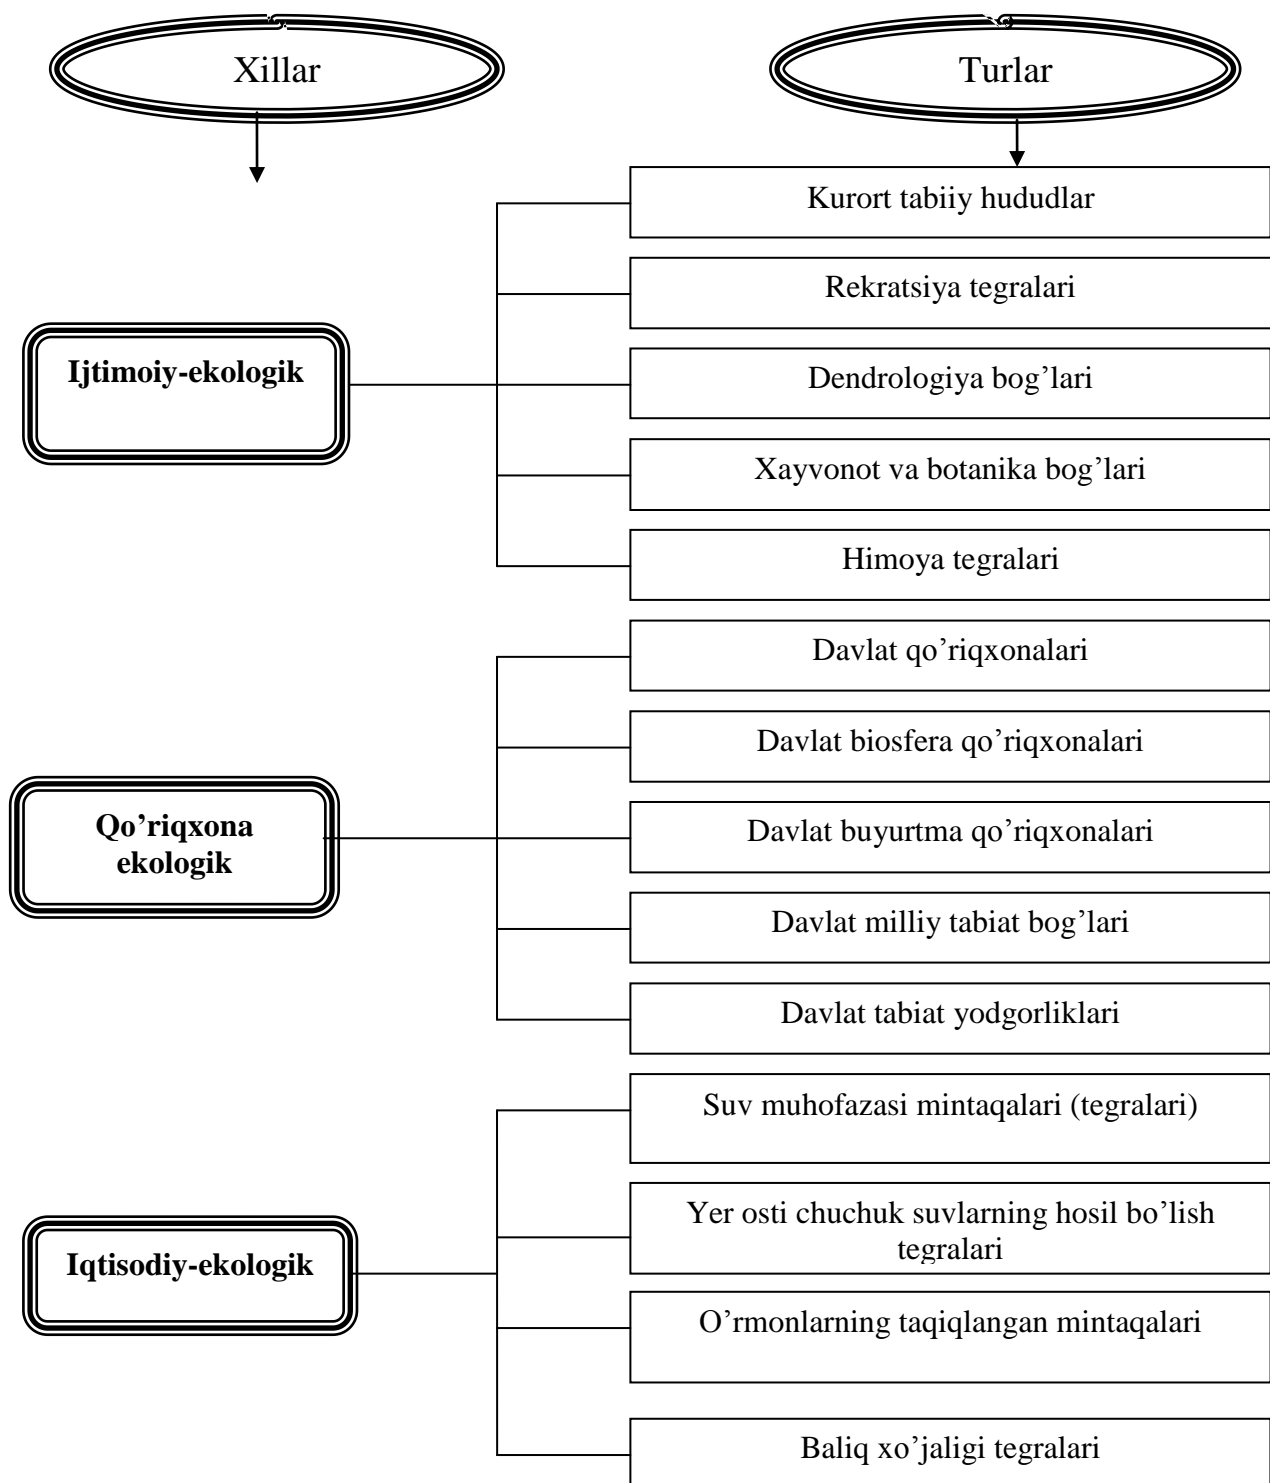 Xillar
Turlar
Kurort tabiiy hududlar
Rekratsiya tegralari
Ijtimoiy-ekologik
Dendrologiya bog’lari
Xayvonot va botanika bog’lari
Himoya tegralari
Davlat qo’riqxonalari
Davlat biosfera qo’riqxonalari
Qo’riqxona
ekologik
Davlat buyurtma qo’riqxonalari
Davlat milliy tabiat bog’lari
Davlat tabiat yodgorliklari
Suv muhofazasi mintaqalari (tegralari)
Yer osti chuchuk suvlarning hosil bo’lish
tegralari
Iqtisodiy-ekologik
O’rmonlarning taqiqlangan mintaqalari
Baliq xo’jaligi tegralari